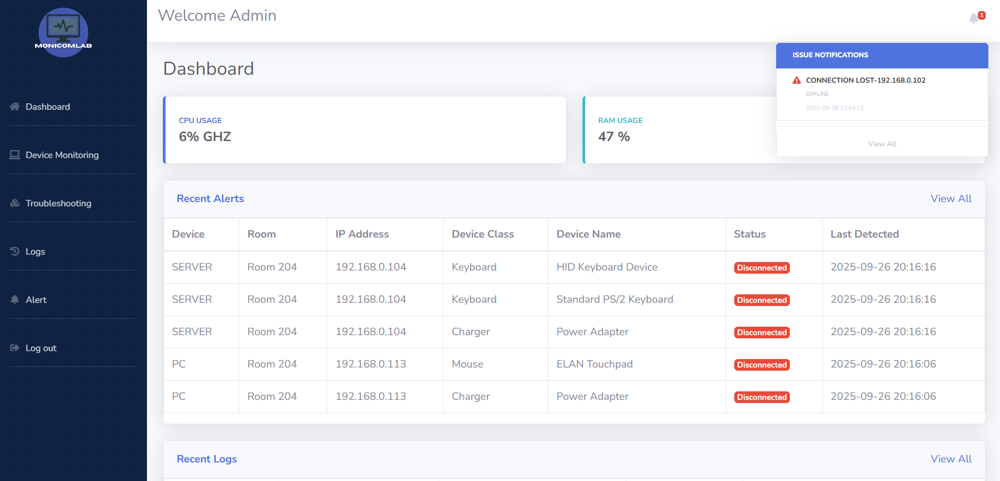 MONICOMLAB
Dashboard
Device Monitoring
Troubleshooting
Logs
Alert
Log out
Welcome Admin
1
ISSUE NOTIFICATIONS
CONNECTION LOST-192.168.0.102
OFFLINE
2025-09-26 13:43:12
View All
Dashboard
CPU USAGE
6% GHZ
RAM USAGE
47 %
Recent Alerts View All
Device Room IP Address Device Class Device Name Status Last Detected
SERVER Room 204 192.168.0.104 Keyboard HID Keyboard Device Disconnected 2025-09-26 20:16:16
SERVER Room 204 192.168.0.104 Keyboard Standard PS/2 Keyboard Disconnected 2025-09-26 20:16:16
SERVER Room 204 192.168.0.104 Charger Power Adapter Disconnected 2025-09-26 20:16:16
PC Room 204 192.168.0.113 Mouse ELAN Touchpad Disconnected 2025-09-26 20:16:06
PC Room 204 192.168.0.113 Charger Power Adapter Disconnected 2025-09-26 20:16:06
Recent Logs View All